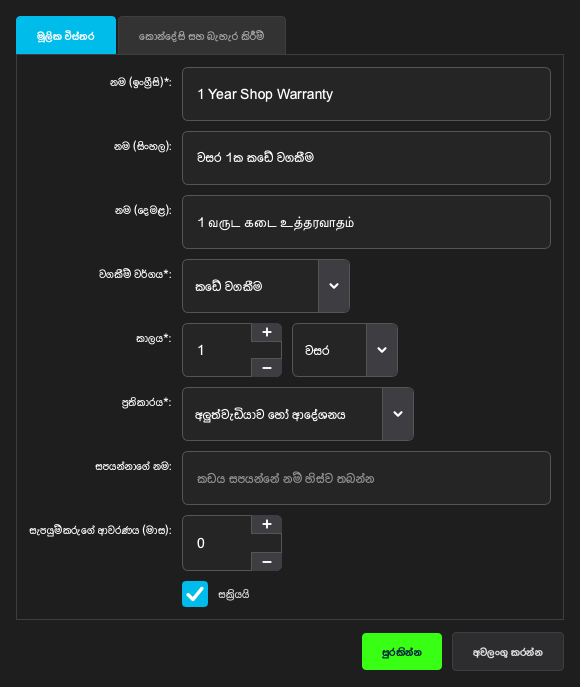 මූලික විස්තර
කොන්දේසි සහ බැහැර කිරීම්
නම (ඉංග්‍රීසි)*:
1 Year Shop Warranty
නම (සිංහල):
වසර 1ක කඩේ වගකීම
නම (දෙමළ):
1 வருட கடை உத்தரவாதம்
වගකීම් වර්ගය*:
කඩේ වගකීම
කාලය*:
1
වසර
ප්‍රතිකාරය*:
අලුත්වැඩියාව හෝ ආදේශනය
සපයන්නාගේ නම:
කඩය සපයන්නේ නම් හිස්ව තබන්න
සැපයුම්කරුගේ ආවරණය (මාස):
0
සක්‍රියයි
සුරකින්න
අවලංගු කරන්න